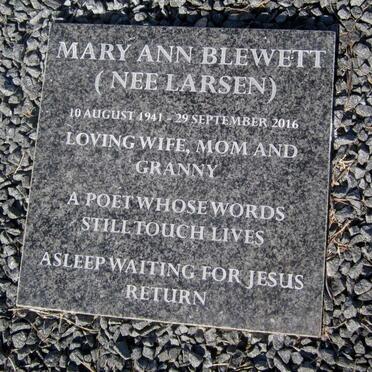 MARY ANN BLEWETT
( NEE LARSEN)
10 AUGUST 1941 - 29 SEPTEMBER 2016
LOVING WIFE, MOM AND
GRANNY
A POET WHOSE WORDS
STILL TOUCH LIVES
ASLEEP WAITING FOR JESUS
RETURN